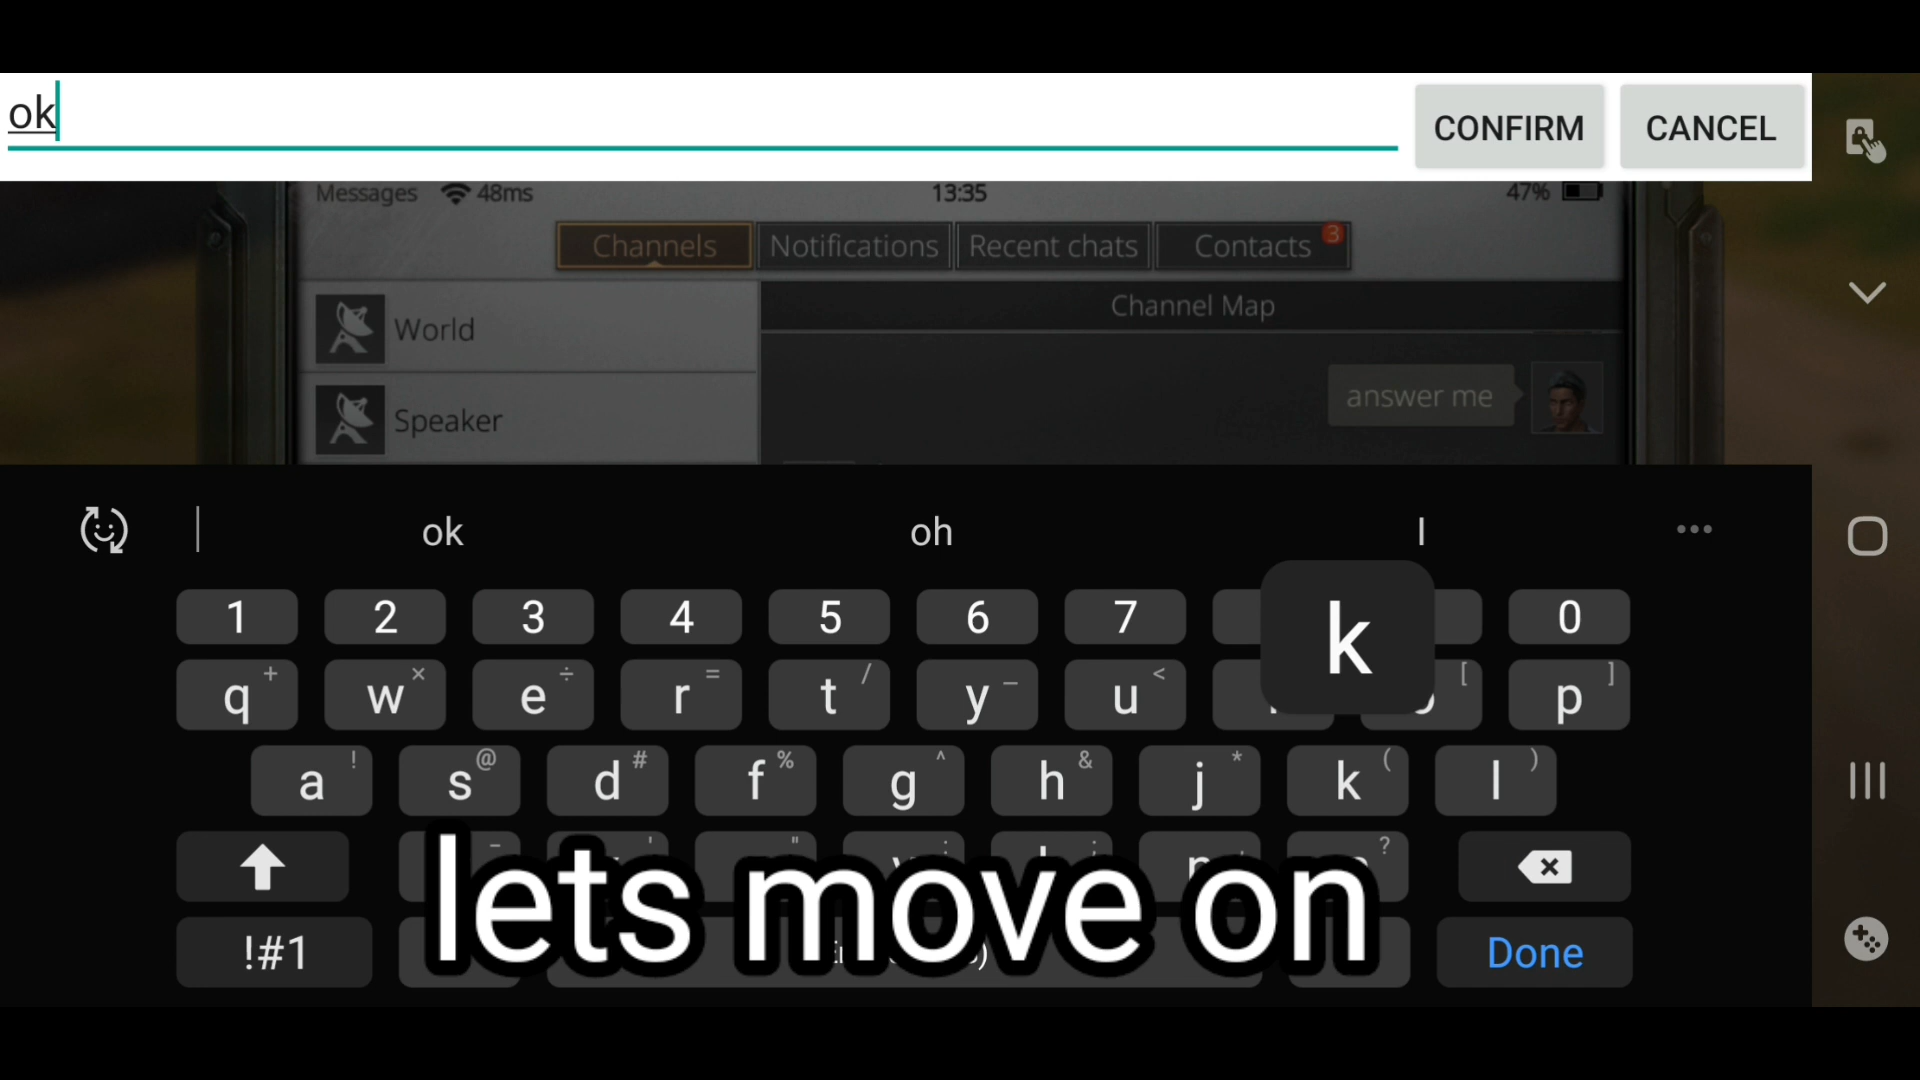 ok
CONFIRM CANCEL
Messages 48ms 13:35 47%
Channels Notifications Recent chats Contacts 3
World
Channel Map
answer me
Speaker
ok oh I
1 2 3 4 5 6 7 k 0
q + w × e ÷ r = t / y – u < [ p ]
a ! s @ d # f % g ^ h & j * k ( l )
- ' " : ; ?
lets move on
!#1 Done